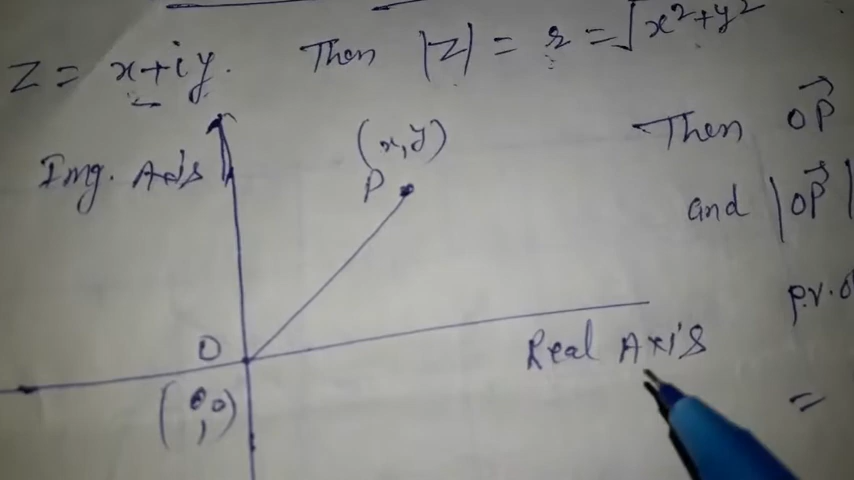 Z = x+iy. Then |Z| = r = √x²+y²
(x,y)
Then OP
Img. Axis
P
and |OP|
p.v. o
O
Real Axis
(0,0)
=